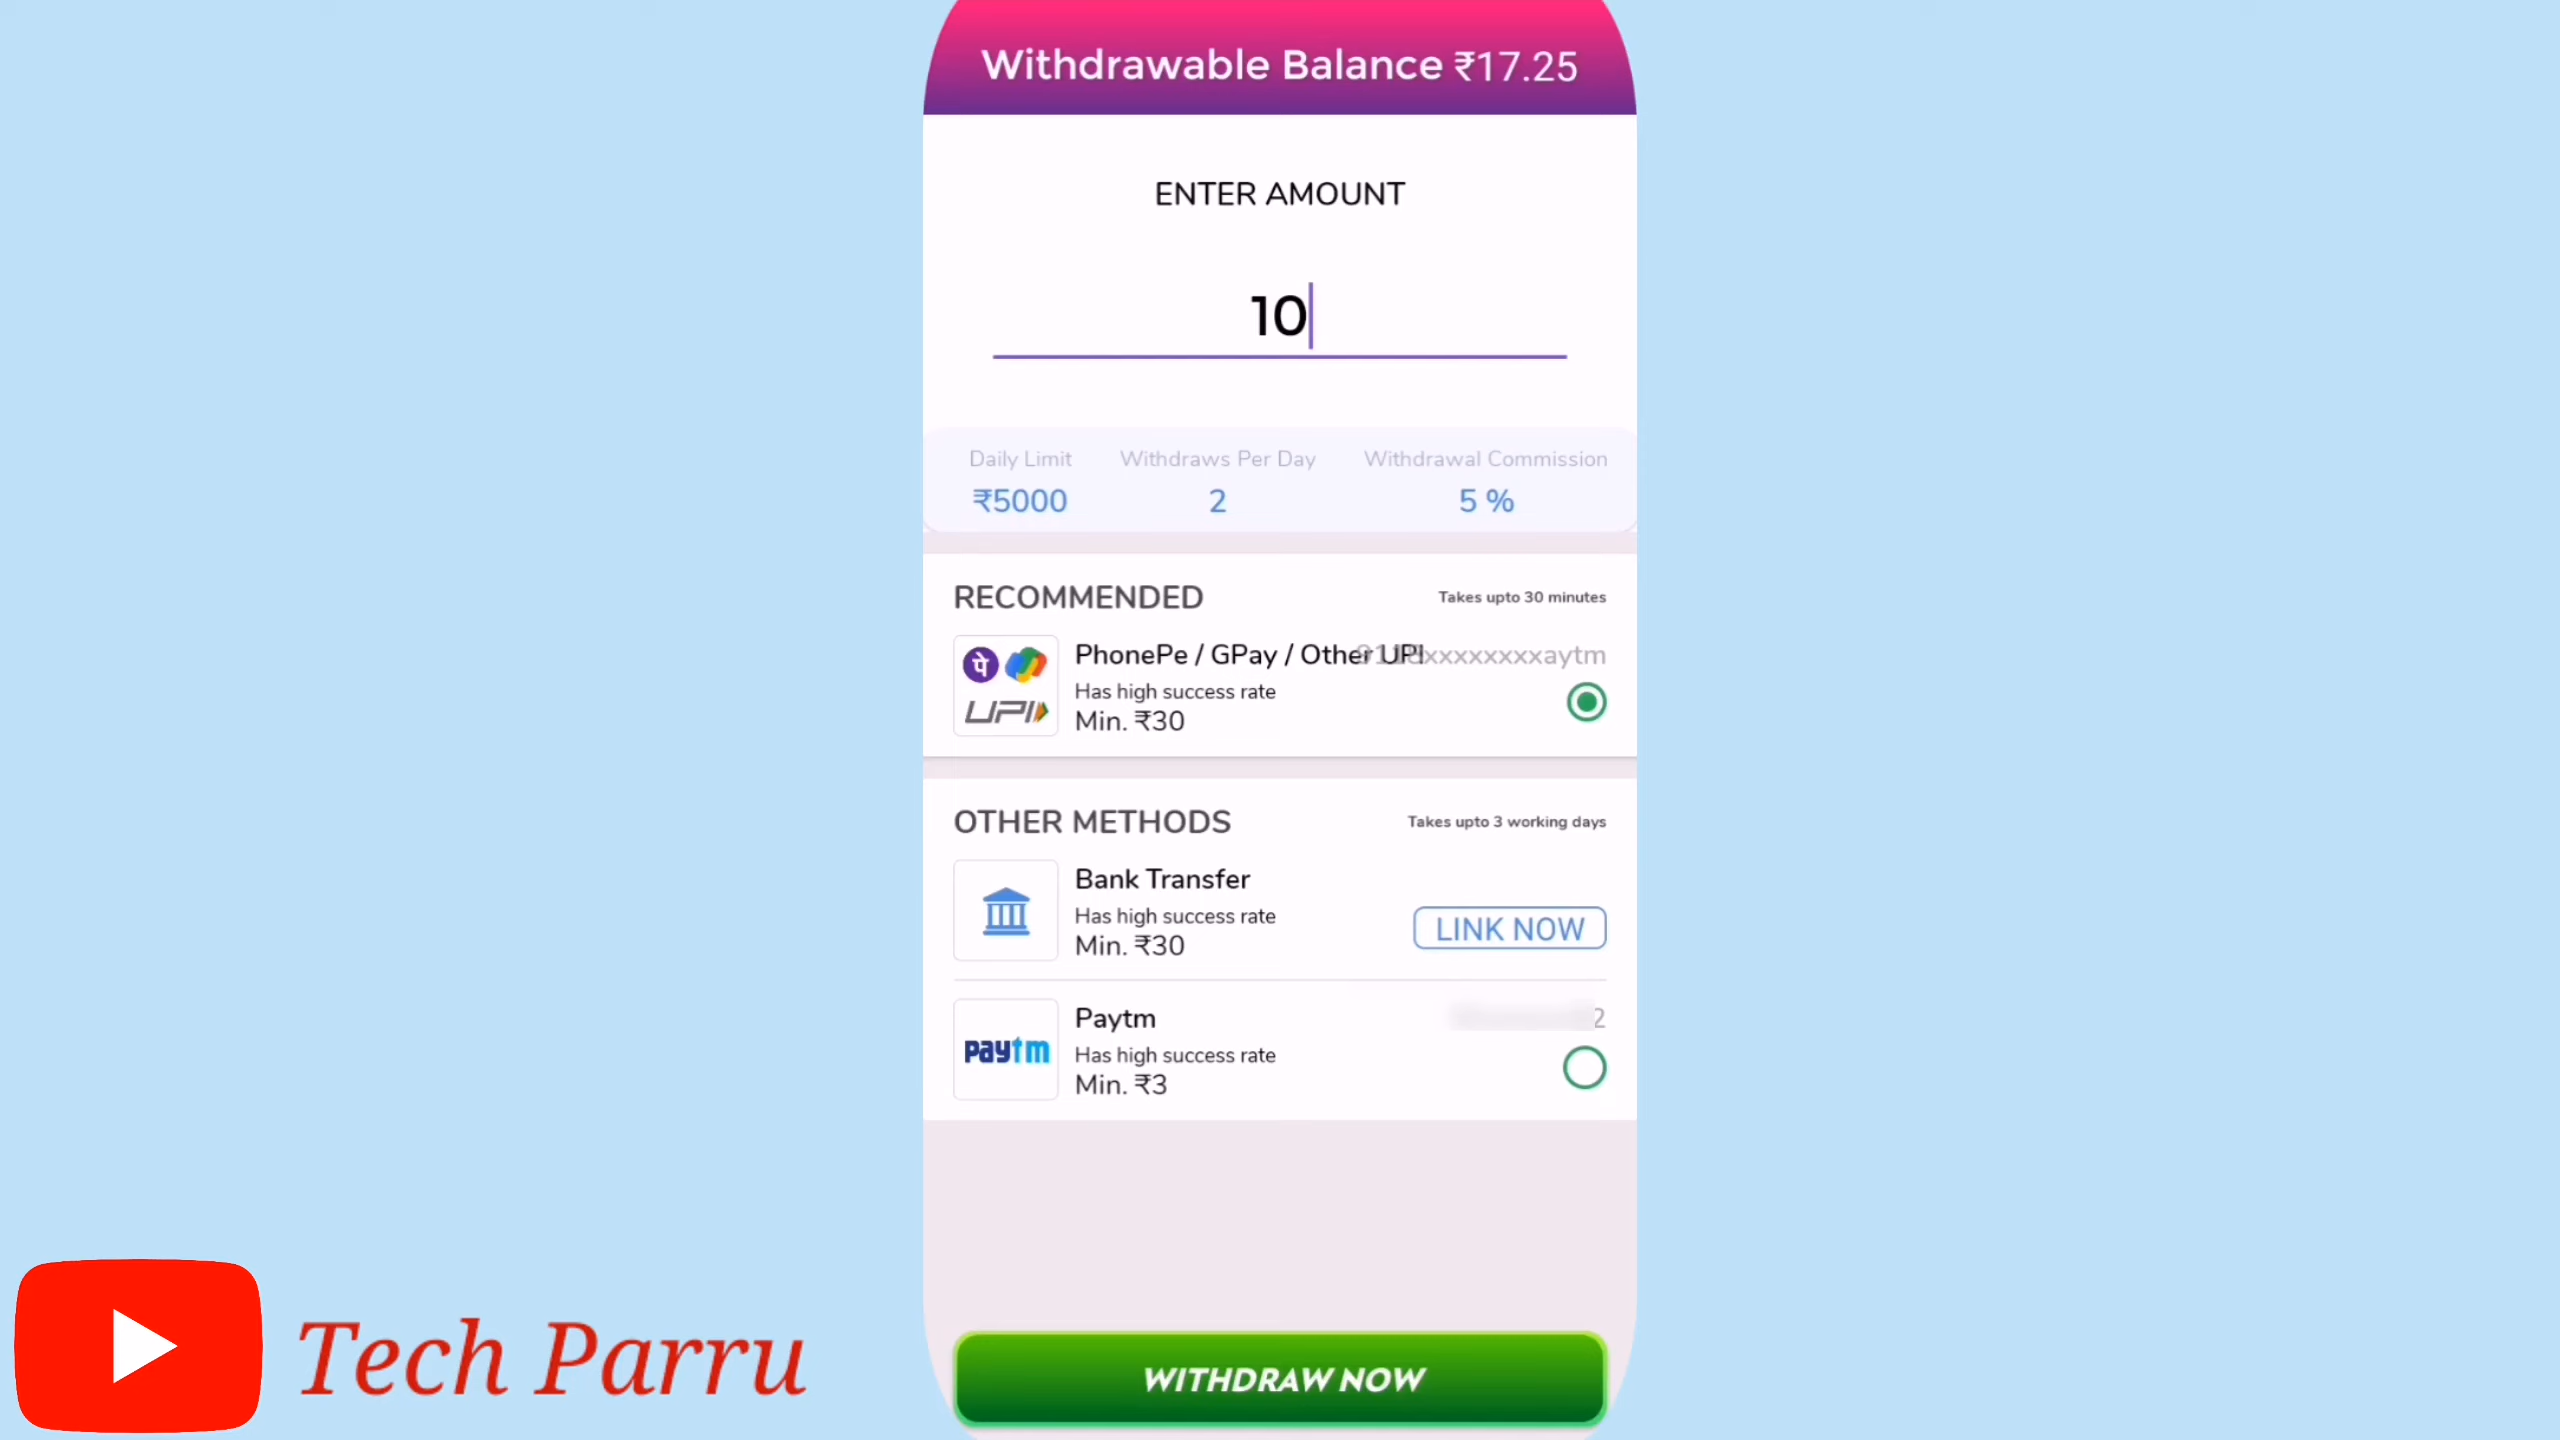 Withdrawable Balance ₹17.25
ENTER AMOUNT
10
Daily Limit Withdraws Per Day Withdrawal Commission
₹5000 2 5 %
RECOMMENDED Takes upto 30 minutes
PhonePe / GPay / Other UPI xxxxxxxxaytm
Has high success rate
UPI Min. ₹30
OTHER METHODS Takes upto 3 working days
Bank Transfer
Has high success rate
LINK NOW
Min. ₹30
Paytm 2
paytm Has high success rate
Min. ₹3
WITHDRAW NOW
Tech Parru